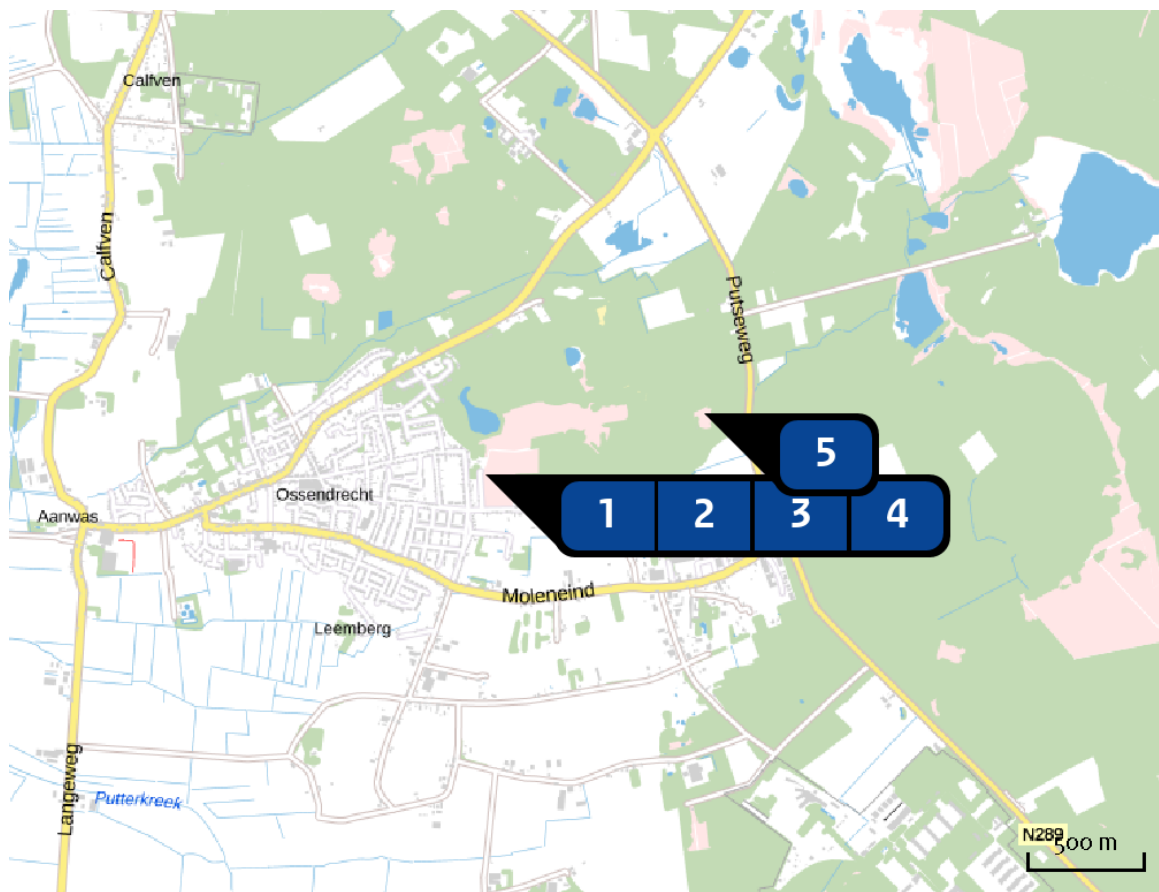 Calfven
Calfven
Putseweg
5
Ossendrecht
1 2 3 4
Aanwas
Moleneind
Leemberg
Langeweg
Putterkreek
N289
500 m